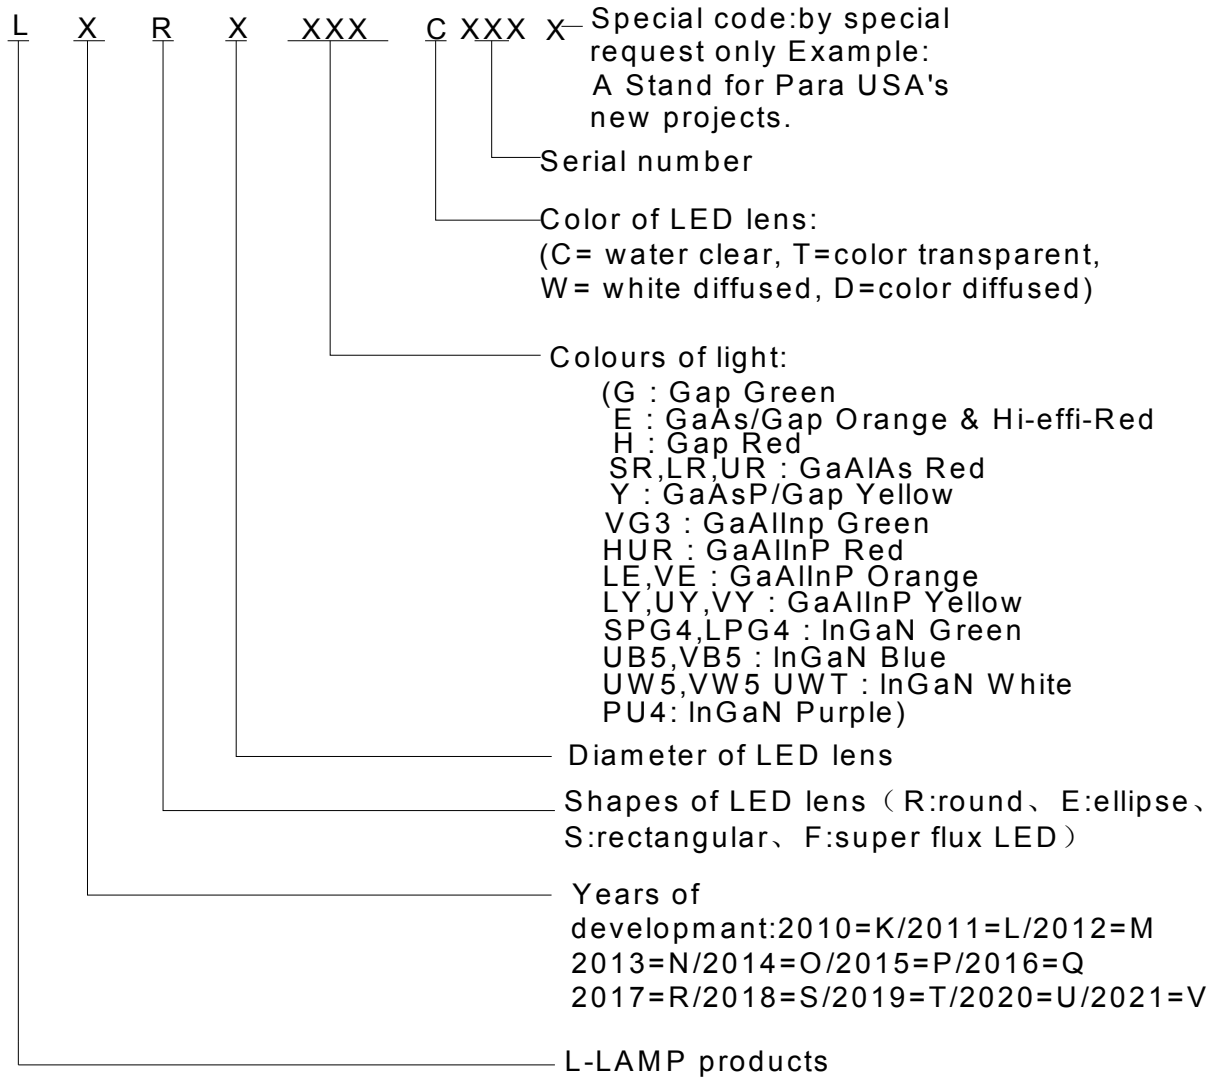 L X R X XXX C XXX X
Special code:by special
request only Example:
A Stand for Para USA's
new projects.
Serial number
Color of LED lens:
(C= water clear, T=color transparent,
W= white diffused, D=color diffused)
Colours of light:
(G : Gap Green
E : GaAs/Gap Orange & Hi-effi-Red
H : Gap Red
SR,LR,UR : GaAlAs Red
Y : GaAsP/Gap Yellow
VG3 : GaAlInp Green
HUR : GaAlInP Red
LE,VE : GaAlInP Orange
LY,UY,VY : GaAlInP Yellow
SPG4,LPG4 : InGaN Green
UB5,VB5 : InGaN Blue
UW5,VW5 UWT : InGaN White
PU4: InGaN Purple)
Diameter of LED lens
Shapes of LED lens（R:round、E:ellipse、
S:rectangular、F:super flux LED）
Years of
developmant:2010=K/2011=L/2012=M
2013=N/2014=O/2015=P/2016=Q
2017=R/2018=S/2019=T/2020=U/2021=V
L-LAMP products